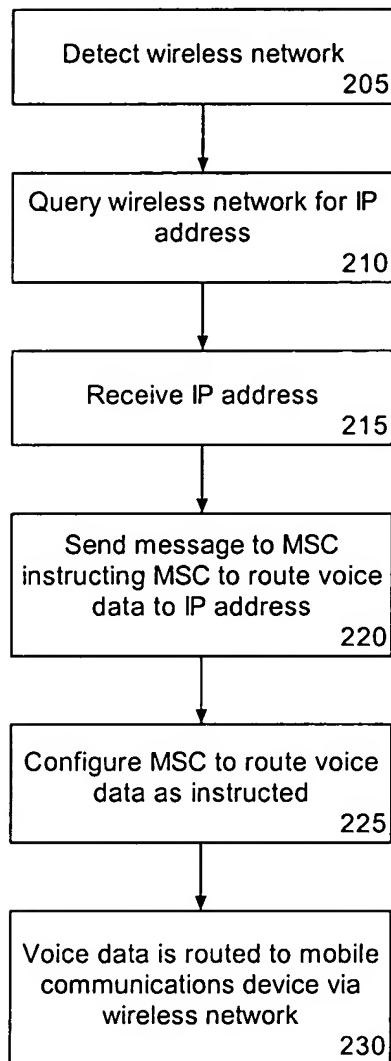 Detect wireless network
205
Query wireless network for IP
address
210
Receive IP address
215
Send message to MSC
instructing MSC to route voice
data to IP address
220
Configure MSC to route voice
data as instructed
225
Voice data is routed to mobile
communications device via
wireless network
230